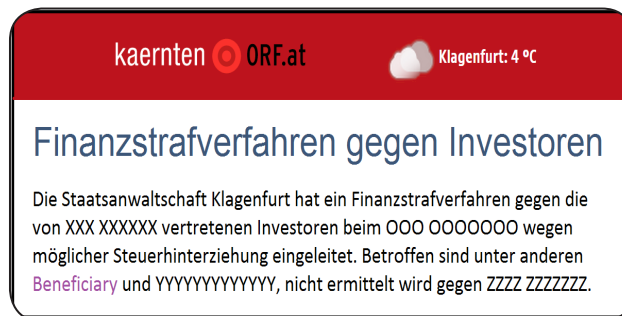 kaernten ORF.at Klagenfurt: 4 ºC
Finanzstrafverfahren gegen Investoren
Die Staatsanwaltschaft Klagenfurt hat ein Finanzstrafverfahren gegen die
von XXX XXXXXX vertretenen Investoren beim OOO OOOOOOO wegen
möglicher Steuerhinterziehung eingeleitet. Betroffen sind unter anderen
Beneficiary und YYYYYYYYYYYYY, nicht ermittelt wird gegen ZZZZ ZZZZZZZ.